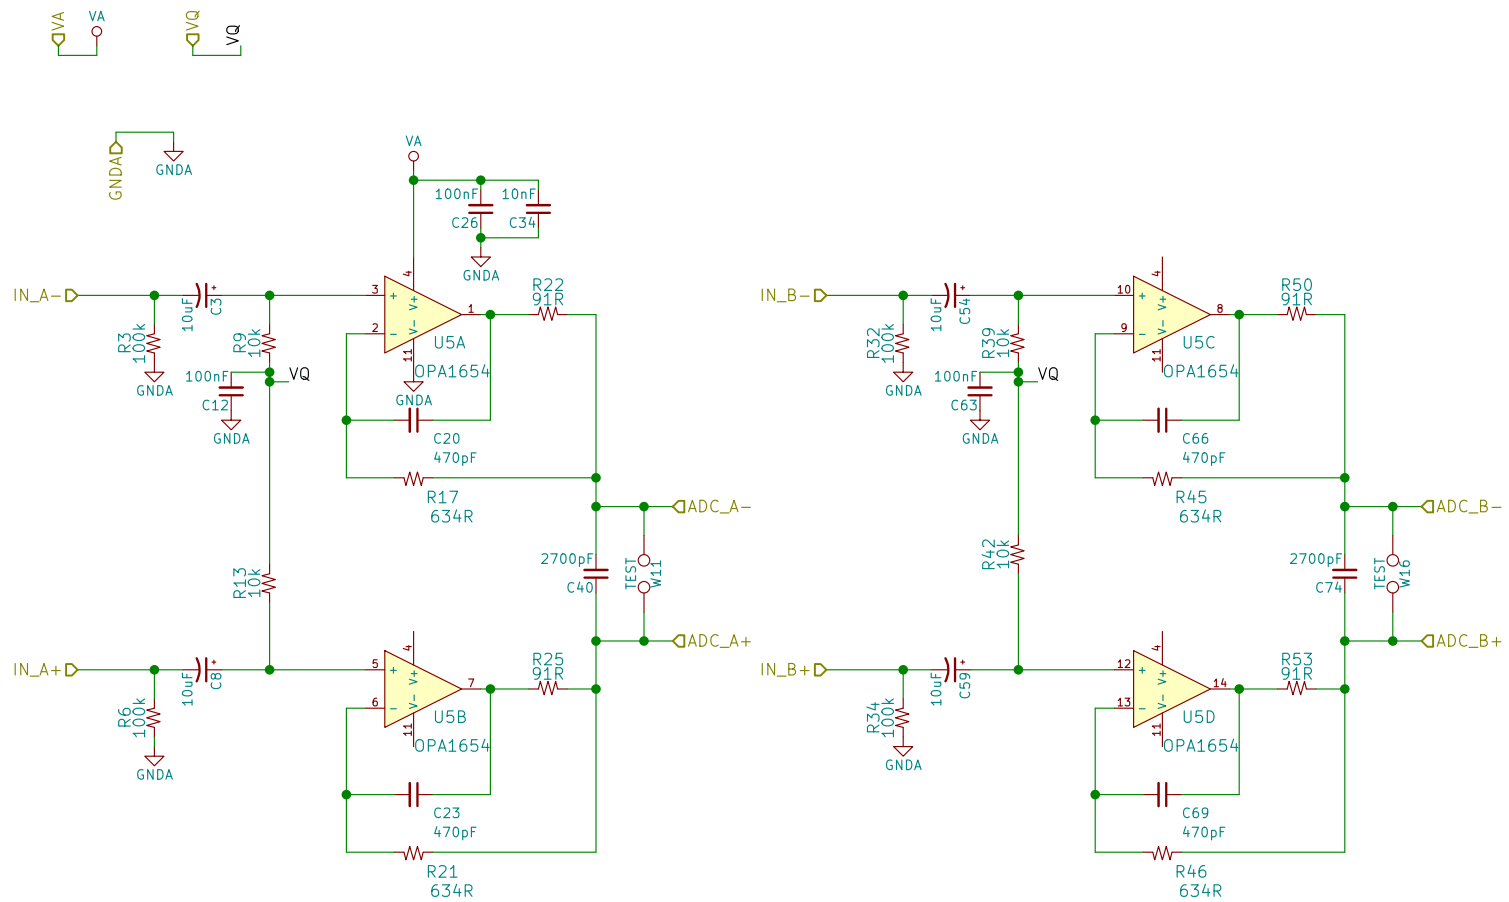 VA
VA
VQ
VQ
GNDA
GNDA
VA
100nF
10nF
C26
C34
GNDA
IN_A-
10uF
C3
R3
100k
GNDA
R9
10k
100nF
C12
GNDA
VQ
3
+
2
-
4
V+
V-
11
1
U5A
OPA1654
GNDA
R22
91R
C20
470pF
R17
634R
ADC_A-
2700pF
C40
TEST
W11
ADC_A+
R13
10k
IN_A+
10uF
C8
R6
100k
GNDA
5
+
6
-
4
V+
V-
11
7
U5B
OPA1654
R25
91R
C23
470pF
R21
634R
IN_B-
10uF
C54
R32
100k
GNDA
R39
10k
100nF
C63
GNDA
VQ
10
+
9
-
4
V+
V-
11
8
U5C
OPA1654
R50
91R
C66
470pF
R45
634R
ADC_B-
2700pF
C74
TEST
W16
ADC_B+
R42
10k
IN_B+
10uF
C59
R34
100k
GNDA
12
+
13
-
4
V+
V-
11
14
U5D
OPA1654
R53
91R
C69
470pF
R46
634R